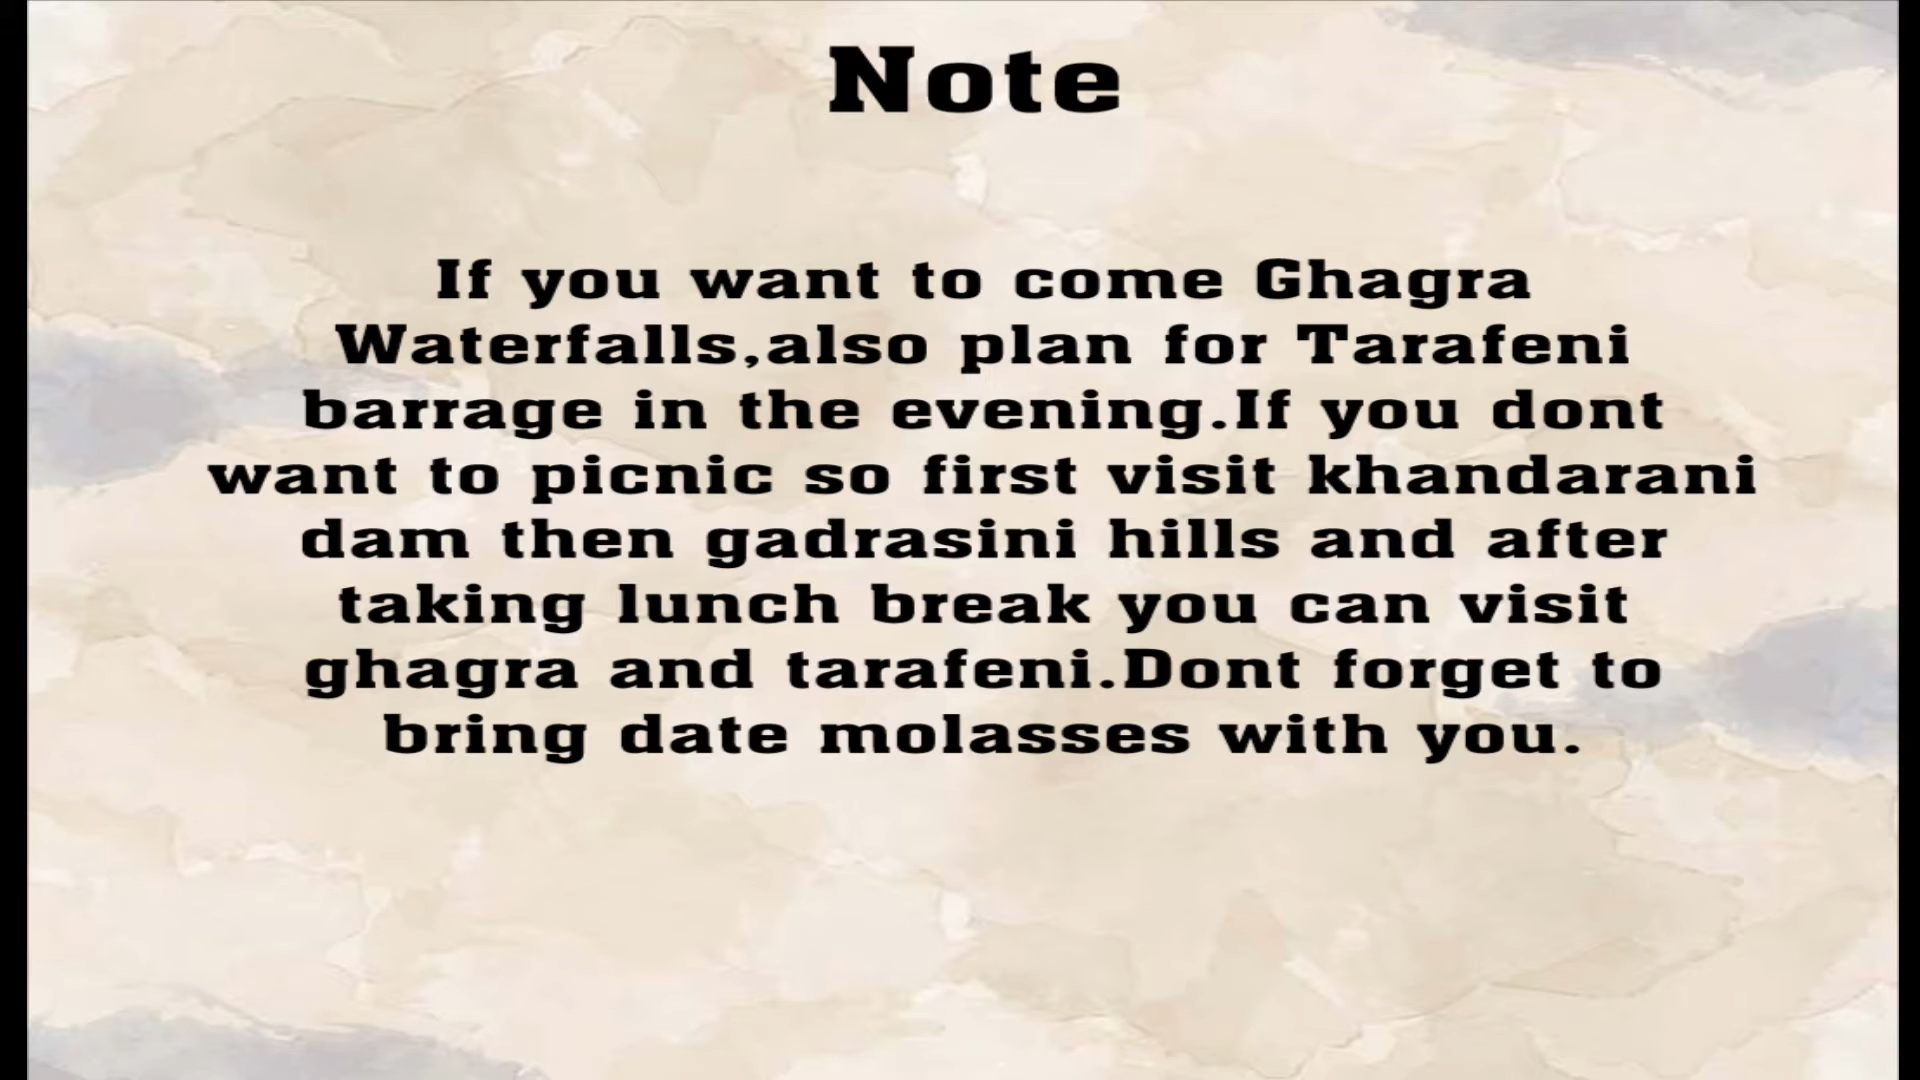 Note
If you want to come Ghagra
Waterfalls,also plan for Tarafeni
barrage in the evening.If you dont
want to picnic so first visit khandarani
dam then gadrasini hills and after
taking lunch break you can visit
ghagra and tarafeni.Dont forget to
bring date molasses with you.